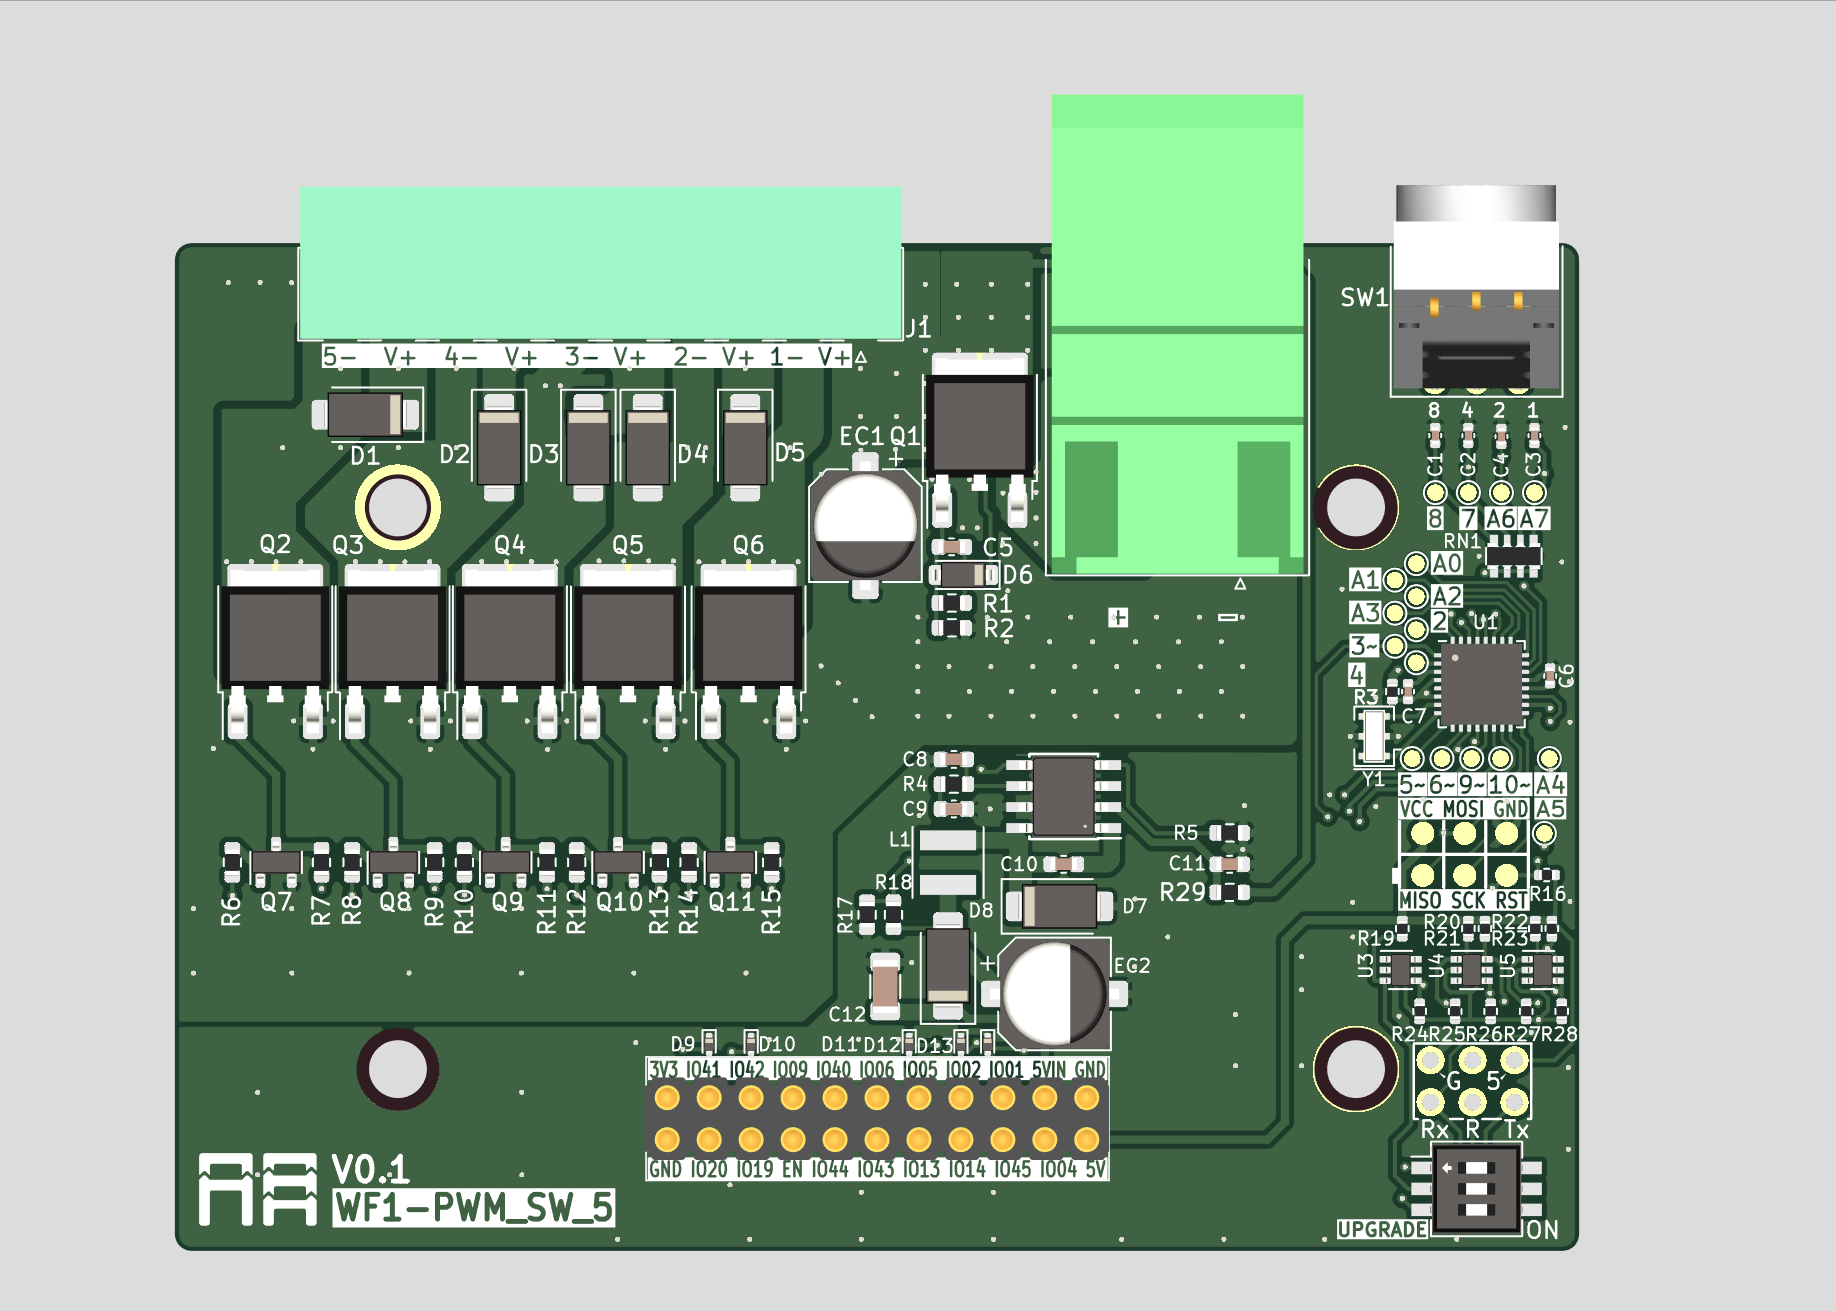 SW1
J1
5- V+ 4- V+ 3- V+ 2- V+ 1- V+
8 4 2 1
D1 D2 D3 D4 D5 EC1 Q1
+
C1 C2 C4 C3
8 7 A6 A7
RN1
Q2 Q3 Q4 Q5 Q6
C5
D6
R1
R2
A0
A1
A2
A3
2
3~
4
+ -
U1
C6
R3
C7
Y1
5~ 6~ 9~ 10~ A4
VCC MOSI GND A5
MISO SCK RST
R16
C8
R4
C9
L1
C10
R5
C11
R29
R18
R17
D8
D7
R6 Q7 R7 R8 Q8 R9 R10 Q9 R11 R12 Q10 R13 R14 Q11 R15
R20 R22
R19 R21 R23
U3 U4 U5
+
EC2
C12
R24 R25 R26 R27 R28
D9 D10 D11 D12 D13
3V3 IO41 IO42 IO09 IO40 IO06 IO05 IO02 IO01 5VIN GND
GND IO20 IO19 EN IO44 IO43 IO13 IO14 IO45 IO04 5V
G 5
Rx R Tx
V0.1
WF1-PWM_SW_5
UPGRADE ON